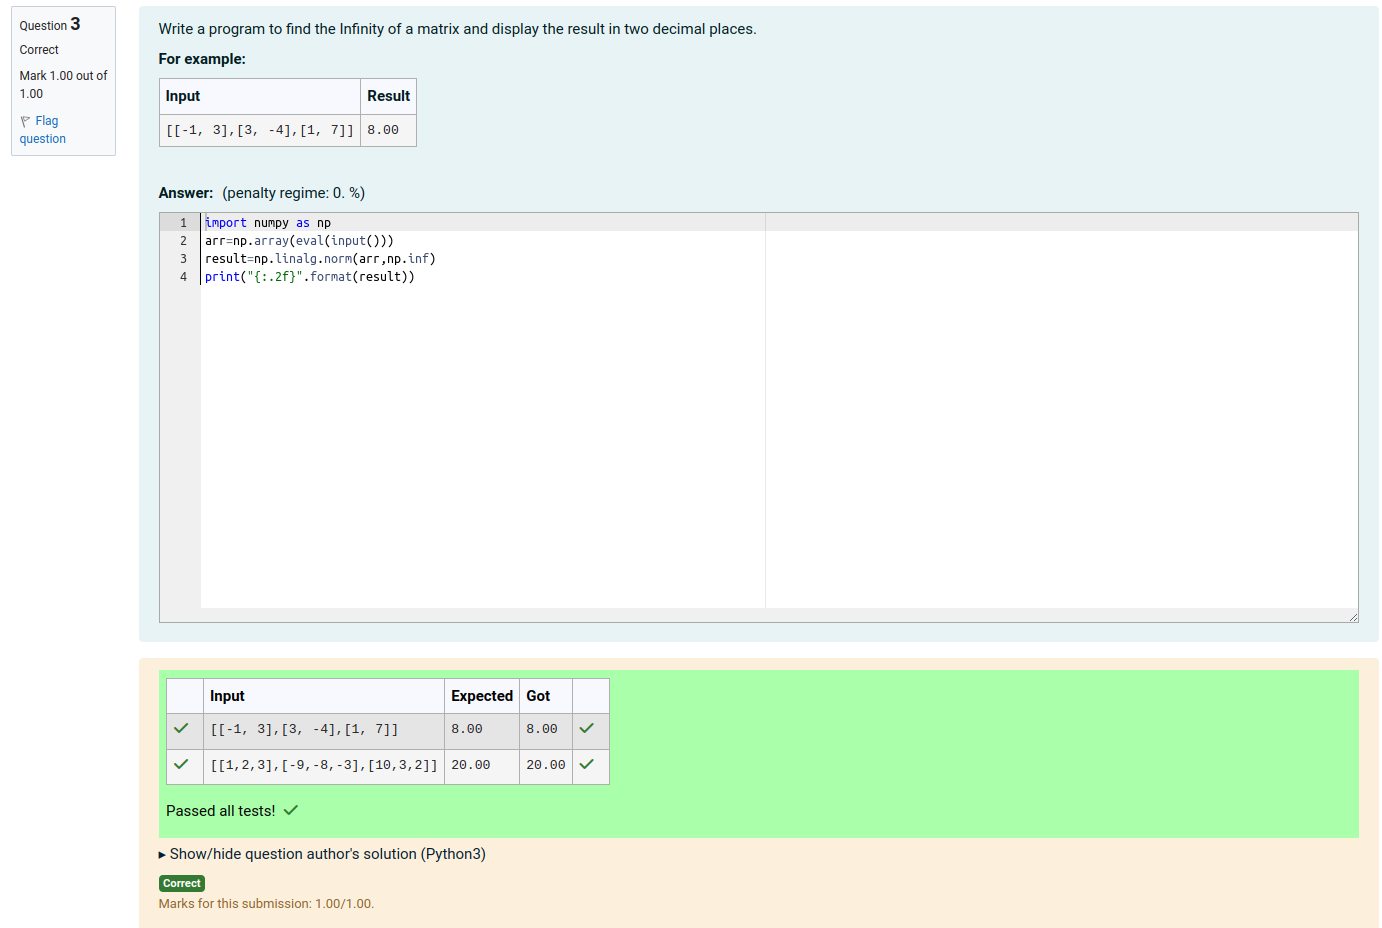 Question 3
Correct
Mark 1.00 out of
1.00
Flag
question
Write a program to find the Infinity of a matrix and display the result in two decimal places.
For example:
Input Result
[[-1, 3],[3, -4],[1, 7]] 8.00
Answer: (penalty regime: 0. %)
1 import numpy as np
2 arr=np.array(eval(input()))
3 result=np.linalg.norm(arr,np.inf)
4 print("{:.2f}".format(result))
Input Expected Got
[[-1, 3],[3, -4],[1, 7]] 8.00 8.00
[[1,2,3],[-9,-8,-3],[10,3,2]] 20.00 20.00
Passed all tests! ✓
▸ Show/hide question author's solution (Python3)
Correct
Marks for this submission: 1.00/1.00.